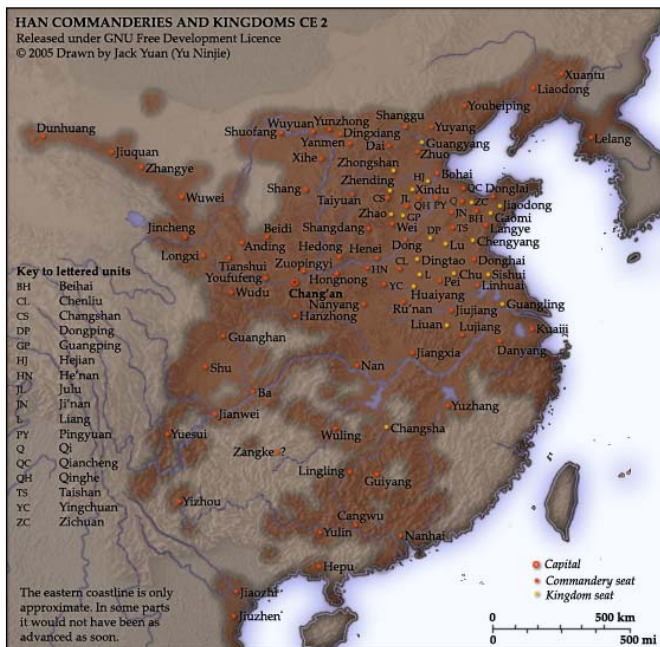 HAN COMMANDERIES AND KINGDOMS CE 2
Released under GNU Free Development Licence
© 2005 Drawn by Jack Yuan (Yu Ninjie)
Xuantu
Liaodong
Youbeiping
Shanggu
Wuyuan Yunzhong
Yuyang
Dunhuang
Shuofang
Dingxiang
Guangyang
Lelang
Yanmen
Dai
Zhuo
Jiuquan
Xihe
Zhongshan
Zhangye
Bohai
HJ
Zhending
Xindu
QC Donglai
Wuwei
Shang
Taiyuan
CS
JL
QH PY
Q
ZC
Jiaodong
Zhao
GP
JN
BH
Gaomi
Jincheng
Beidi
Shangdang
Wei
DP
TS
Langye
Anding
Hedong
Dong
Lu
Chengyang
Longxi
Zuopingyi
Henei
CL
Dingtao
Donghai
Tianshui
HN
Youfufeng
Hongnong
L
Chu
Sishui
Chang'an
YC
Pei
Linhuai
Wudu
Huaiyang
Nanyang
Ru'nan
Guangling
Hanzhong
Jiujiang
Liuan
Lujiang
Kuaiji
Guanghan
Danyang
Jiangxia
Shu
Nan
Ba
Yuzhang
Jianwei
Changsha
Yuesui
Wuling
Zangke ?
Lingling
Guiyang
Yizhou
Cangwu
Yulin
Nanhai
Hepu
Jiaozhi
Jiuzhen
Key to lettered units
BH Beihai
CL Chenliu
CS Changshan
DP Dongping
GP Guangping
HJ Hejian
HN He'nan
JL Julu
JN Ji'nan
L Liang
PY Pingyuan
Q Qi
QC Qiancheng
QH Qinghe
TS Taishan
YC Yingchuan
ZC Zichuan
The eastern coastline is only
approximate. In some parts
it would not have been as
advanced as soon.
Capital
Commandery seat
Kingdom seat
0 500 km
0 500 mi